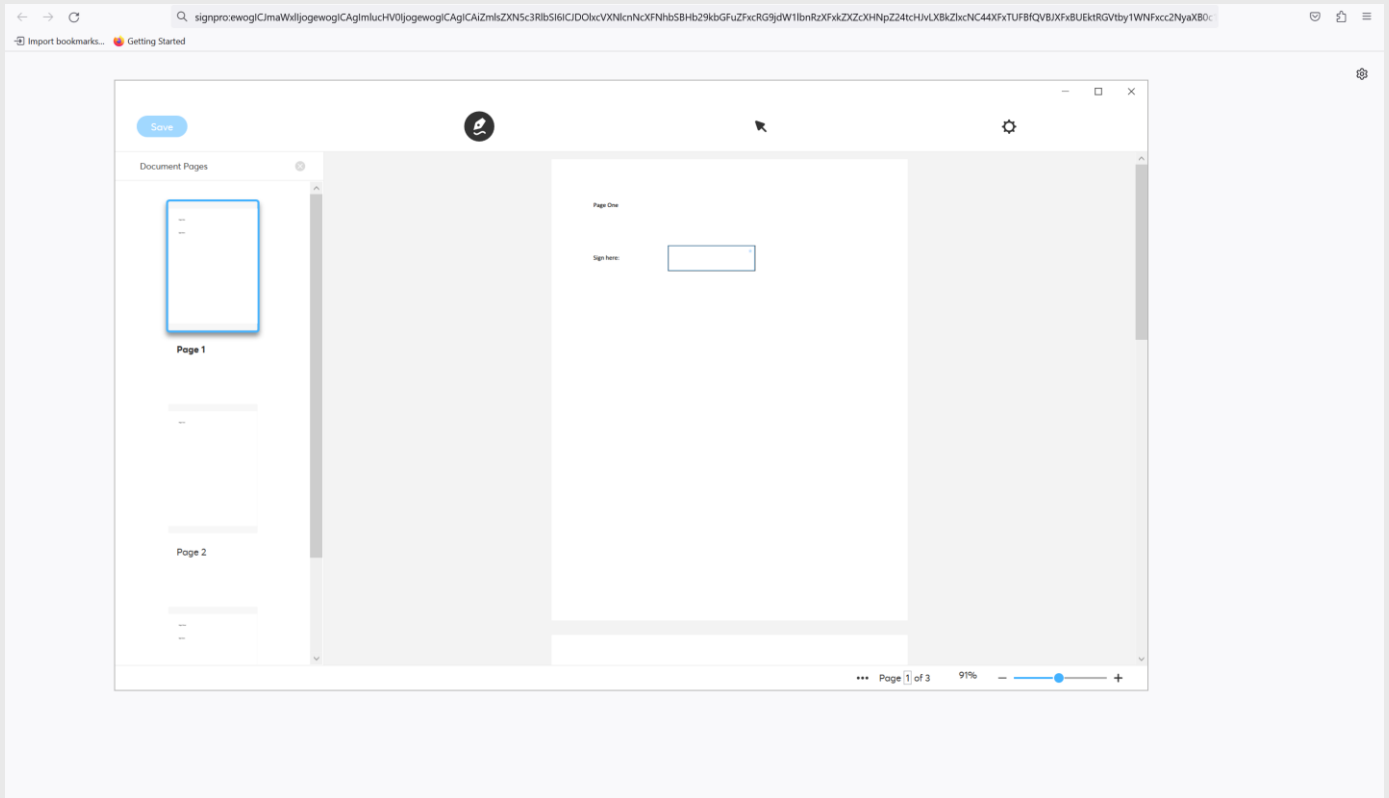 signpro:ewogICJmaWxlIjogewogICAgImlucHV0IjogewogICAgICAiZmlsZXN5c3RlbSI6ICJDOlxcVXNlcnNcXFNhbSBHb29kbGFuZFxcRG9jdW1lbnRzXFxkZXZcXHNpZ24tcHJvLXBkZlxcNC44XFxTUFBfQVBJXFxBUEktRGVtby1WNFxcc2NyaXB0c
Import bookmarks... Getting Started
Save
Document Pages
Page 1
Page 2
Page One
Sign here:
Page 1 of 3 91%